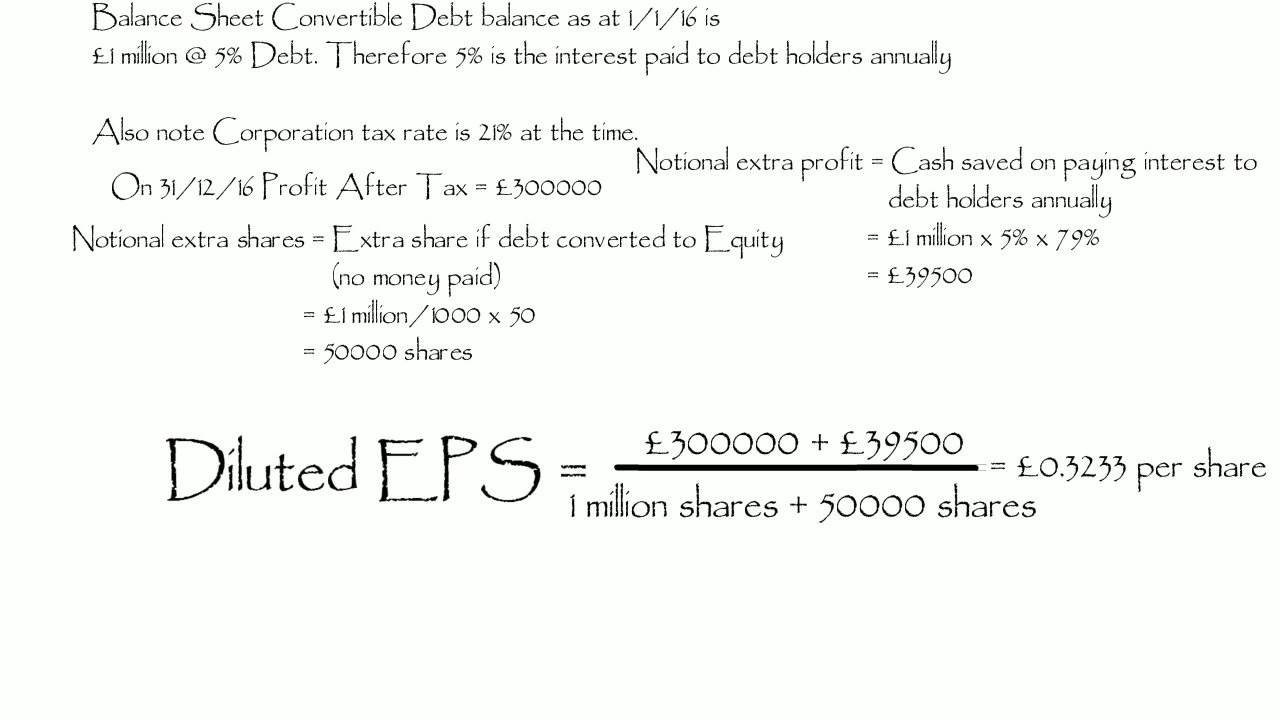 Balance Sheet Convertible Debt balance as at 1/1/16 is
£1 million @ 5% Debt. Therefore 5% is the interest paid to debt holders annually
Also note Corporation tax rate is 21% at the time.
On 31/12/16 Profit After Tax = £300000
Notional extra shares = Extra share if debt converted to Equity
(no money paid)
= £1 million/1000 x 50
= 50000 shares
Notional extra profit = Cash saved on paying interest to
debt holders annually
= £1 million x 5% x 79%
= £39500
Diluted EPS = £300000 + £39500 = £0.3233 per share
1 million shares + 50000 shares